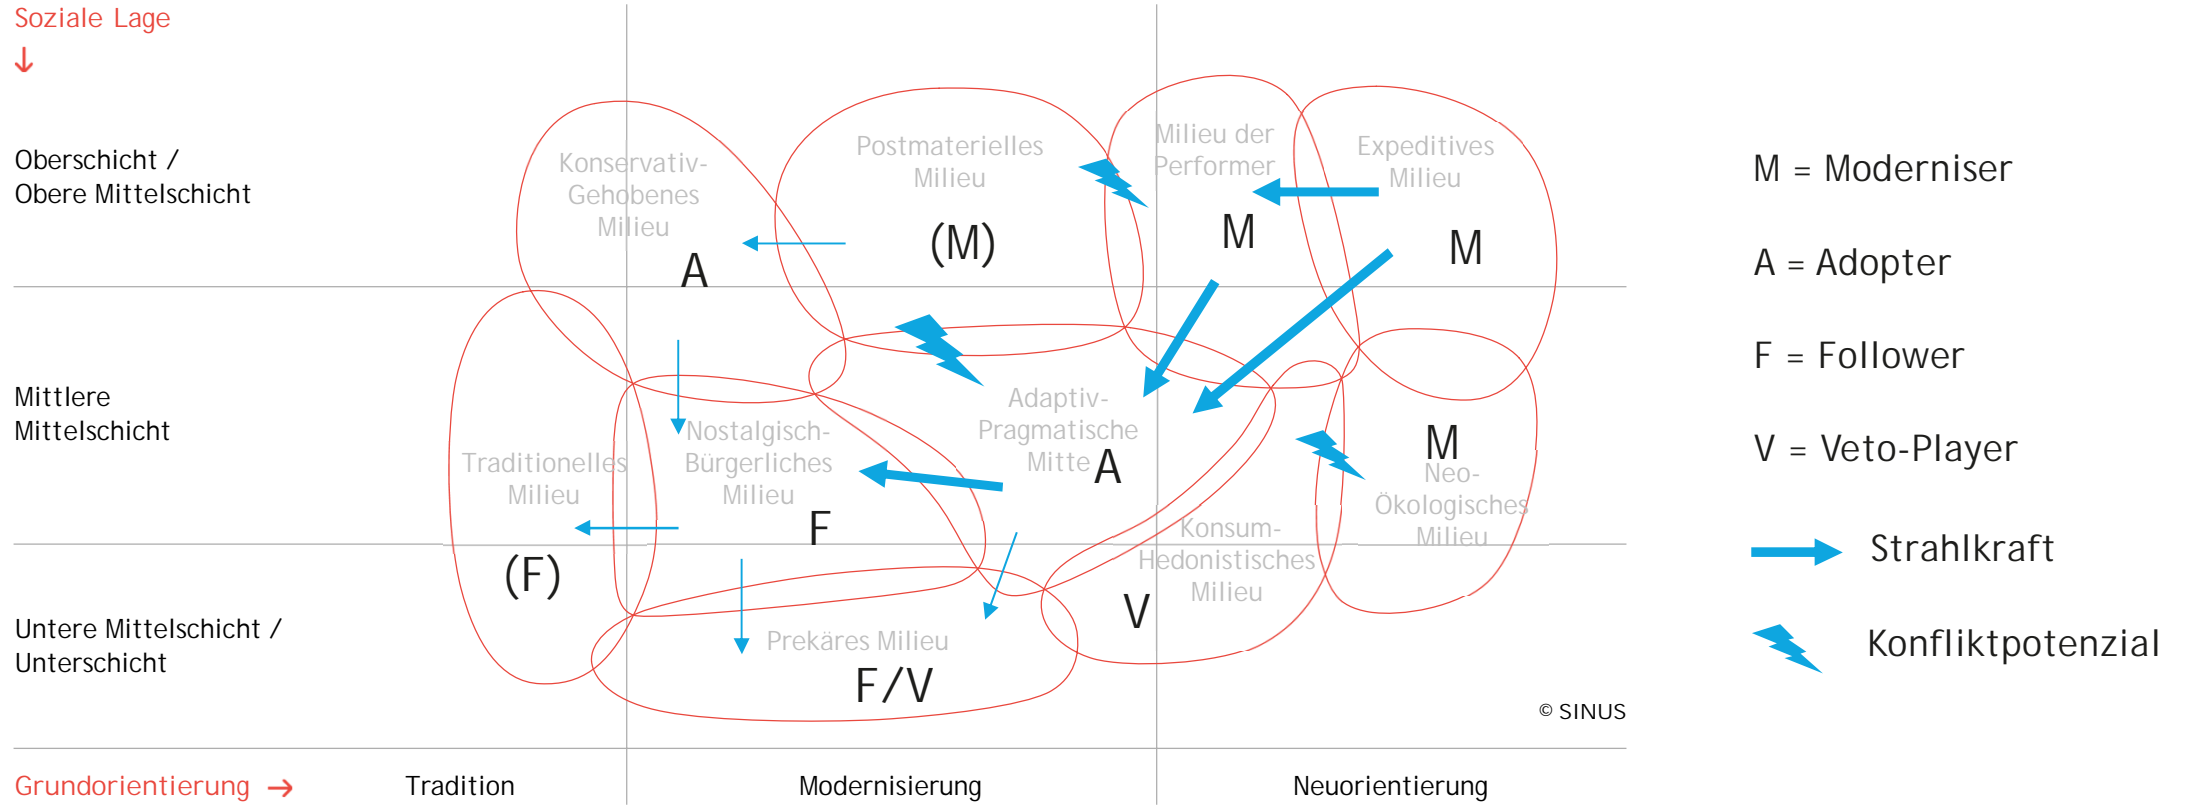 Soziale Lage
↓
Oberschicht /
Obere Mittelschicht
Mittlere
Mittelschicht
Untere Mittelschicht /
Unterschicht
Konservativ-
Gehobenes
Milieu
A
Postmaterielles
Milieu
(M)
Milieu der
Performer
M
Expeditives
Milieu
M
Traditionelles
Milieu
(F)
Nostalgisch-
Bürgerliches
Milieu
F
Adaptiv-
Pragmatische
Mitte
A
M
Neo-
Ökologisches
Milieu
Konsum-
Hedonistisches
Milieu
V
Prekäres Milieu
F/V
© SINUS
Grundorientierung →
Tradition
Modernisierung
Neuorientierung
M = Moderniser
A = Adopter
F = Follower
V = Veto-Player
Strahlkraft
Konfliktpotenzial